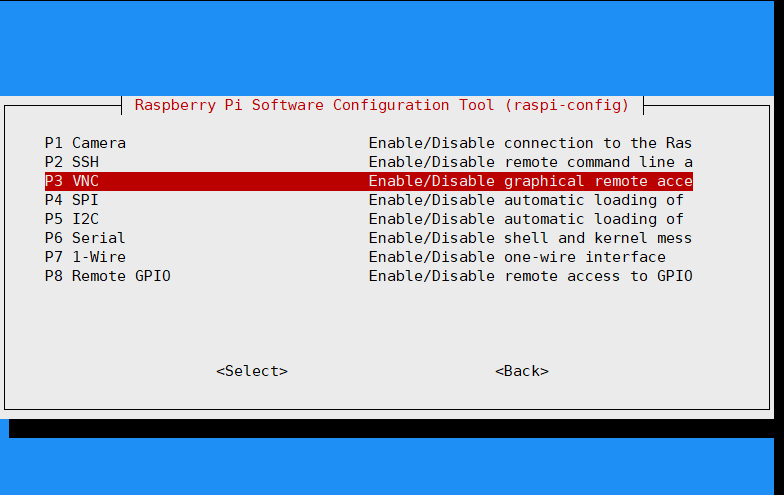 Raspberry Pi Software Configuration Tool (raspi-config)
P1 Camera Enable/Disable connection to the Ras
P2 SSH Enable/Disable remote command line a
P3 VNC Enable/Disable graphical remote acce
P4 SPI Enable/Disable automatic loading of
P5 I2C Enable/Disable automatic loading of
P6 Serial Enable/Disable shell and kernel mess
P7 1-Wire Enable/Disable one-wire interface
P8 Remote GPIO Enable/Disable remote access to GPIO
<Select> <Back>